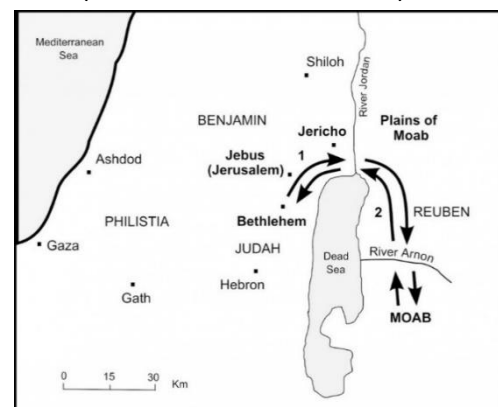 Mediterranean
Sea
Shiloh
River Jordan
BENJAMIN
Plains of
Moab
Jericho
1
Ashdod
Jebus
(Jerusalem)
2
REUBEN
PHILISTIA
Bethlehem
River Arnon
Gaza
JUDAH
Dead
Sea
Hebron
Gath
MOAB
0 15 30
Km